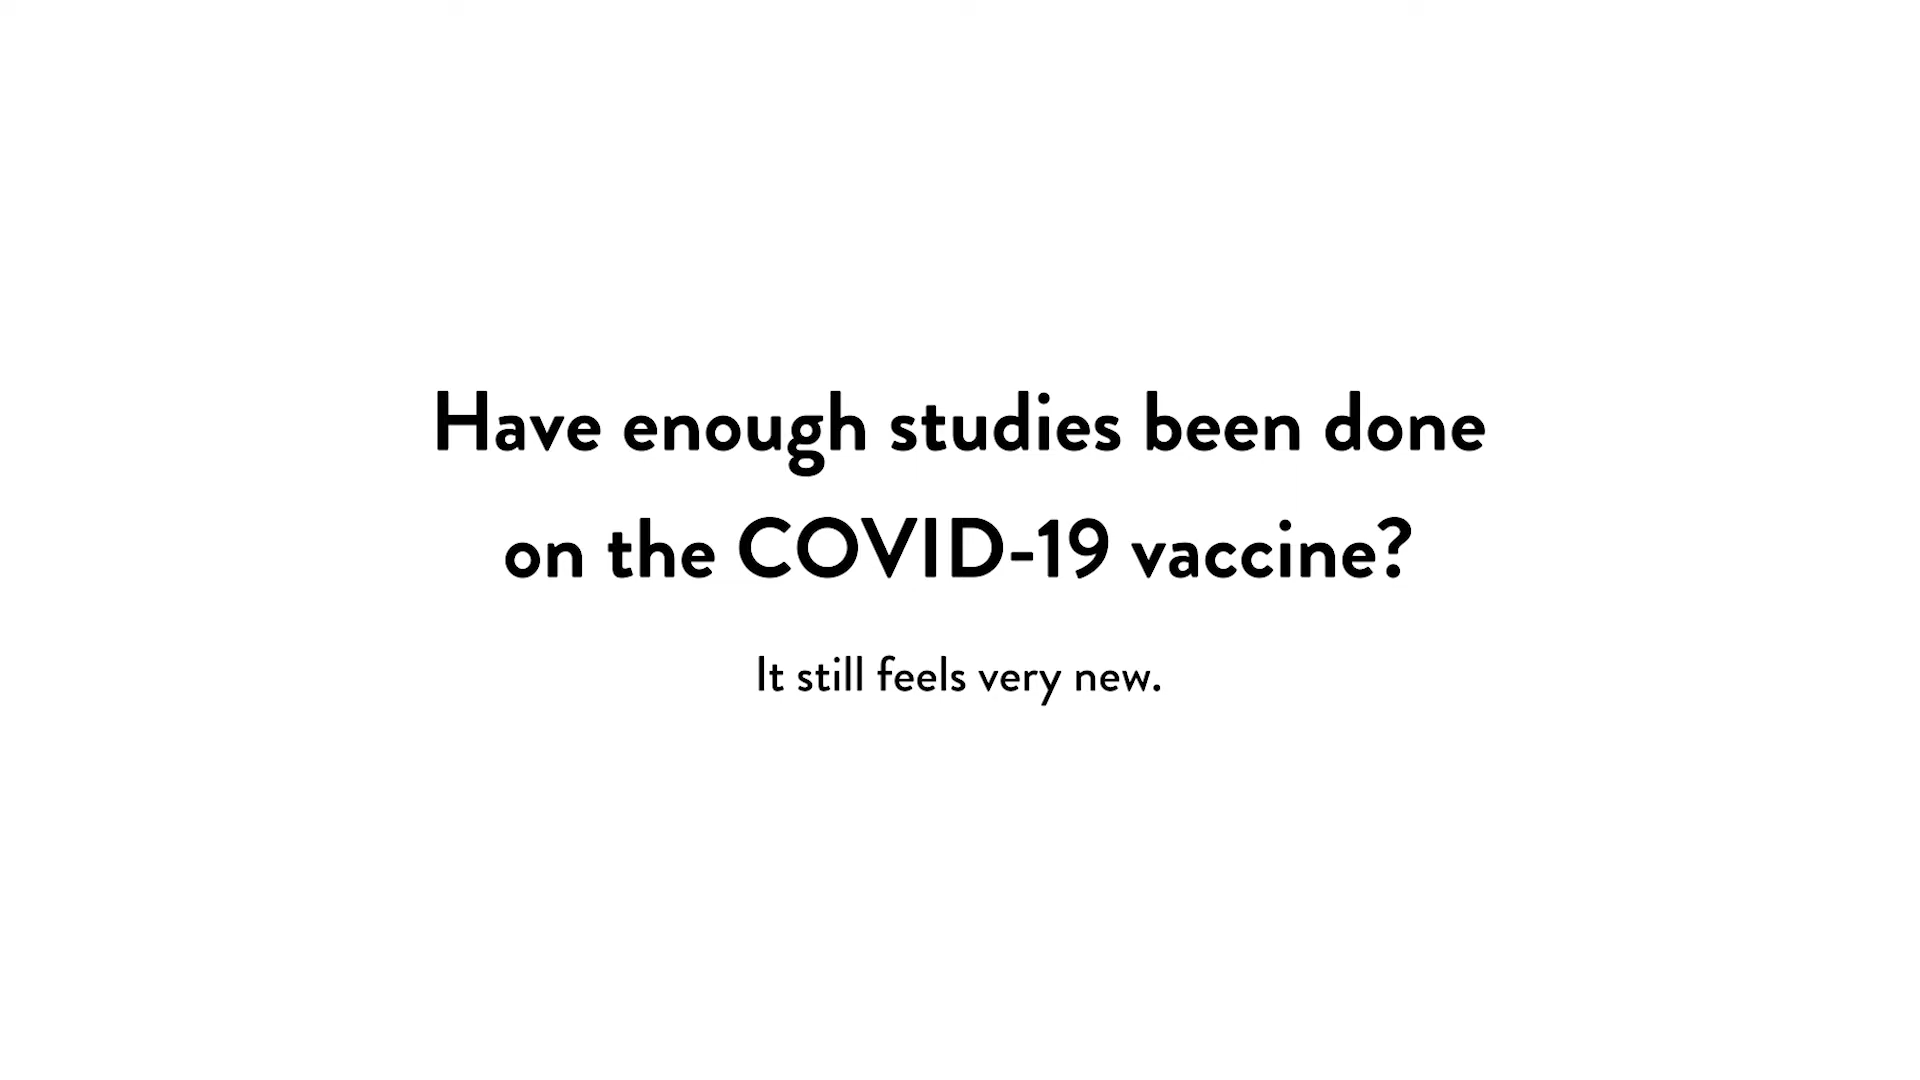 Have enough studies been done
on the COVID-19 vaccine?
It still feels very new.